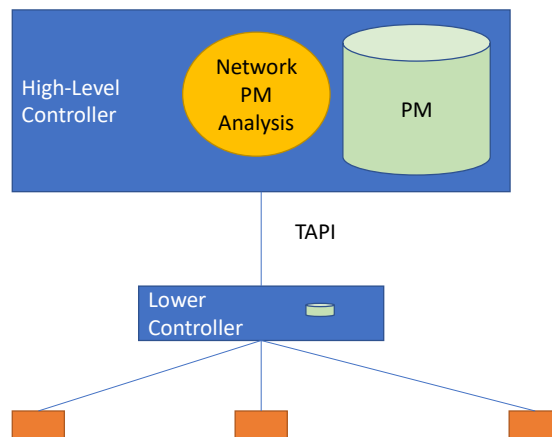 High-Level
Controller
Network
PM
Analysis
PM
TAPI
Lower
Controller